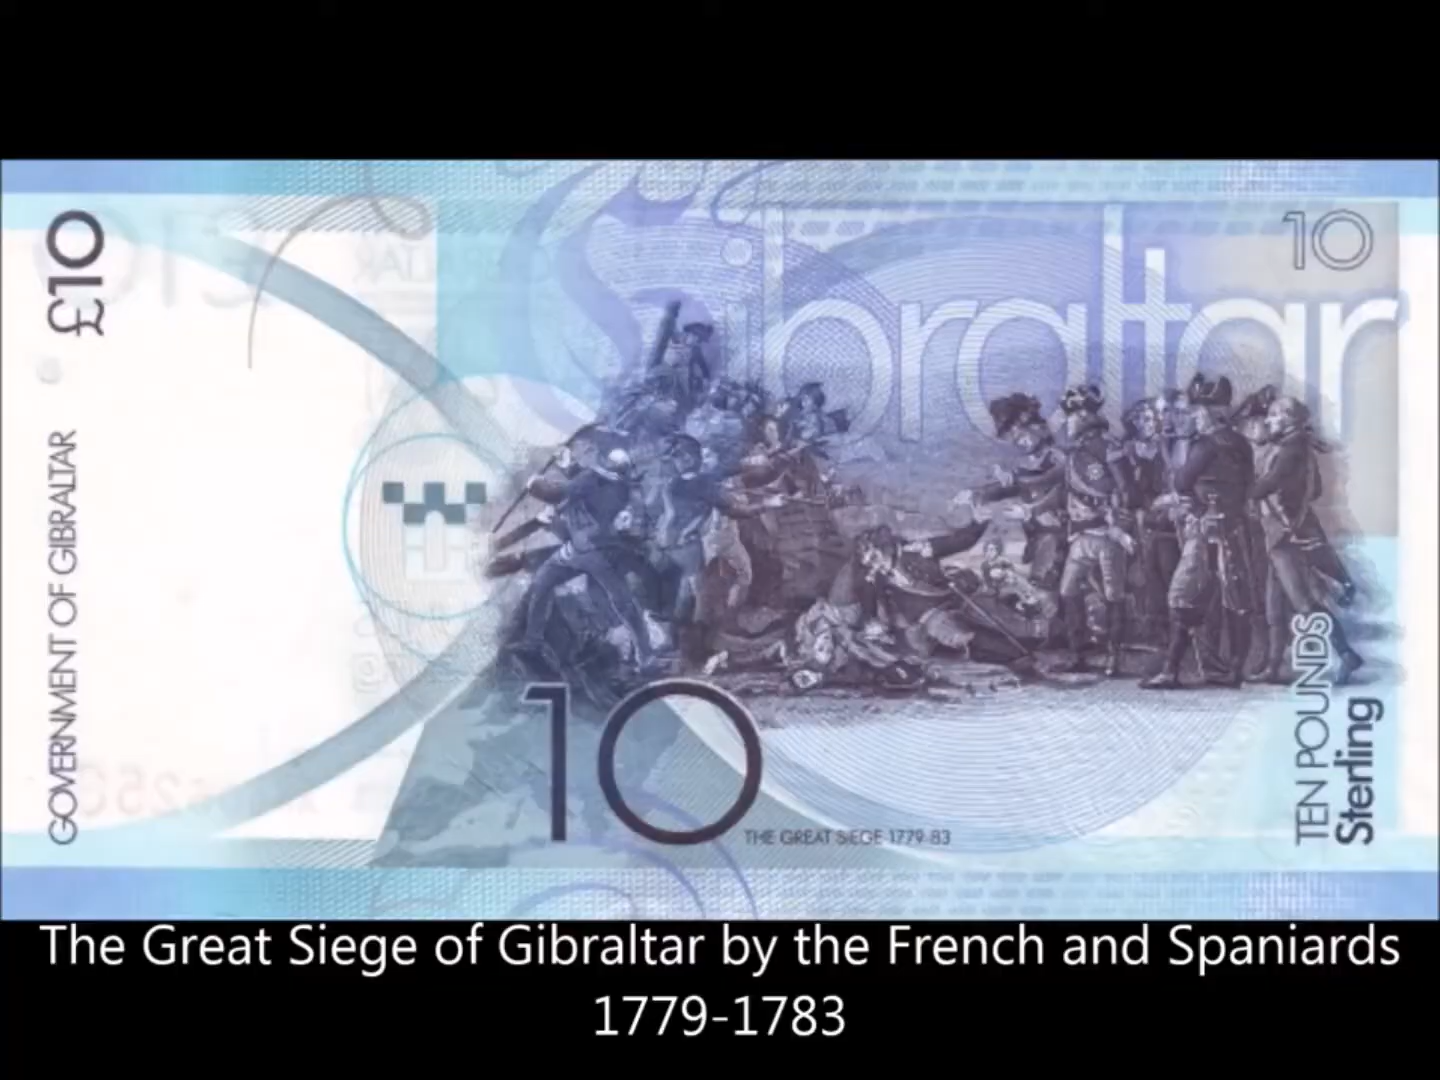 £10
GOVERNMENT OF GIBRALTAR
Gibraltar
10
10
THE GREAT SIEGE 1779-83
TEN POUNDS
Sterling
The Great Siege of Gibraltar by the French and Spaniards
1779-1783